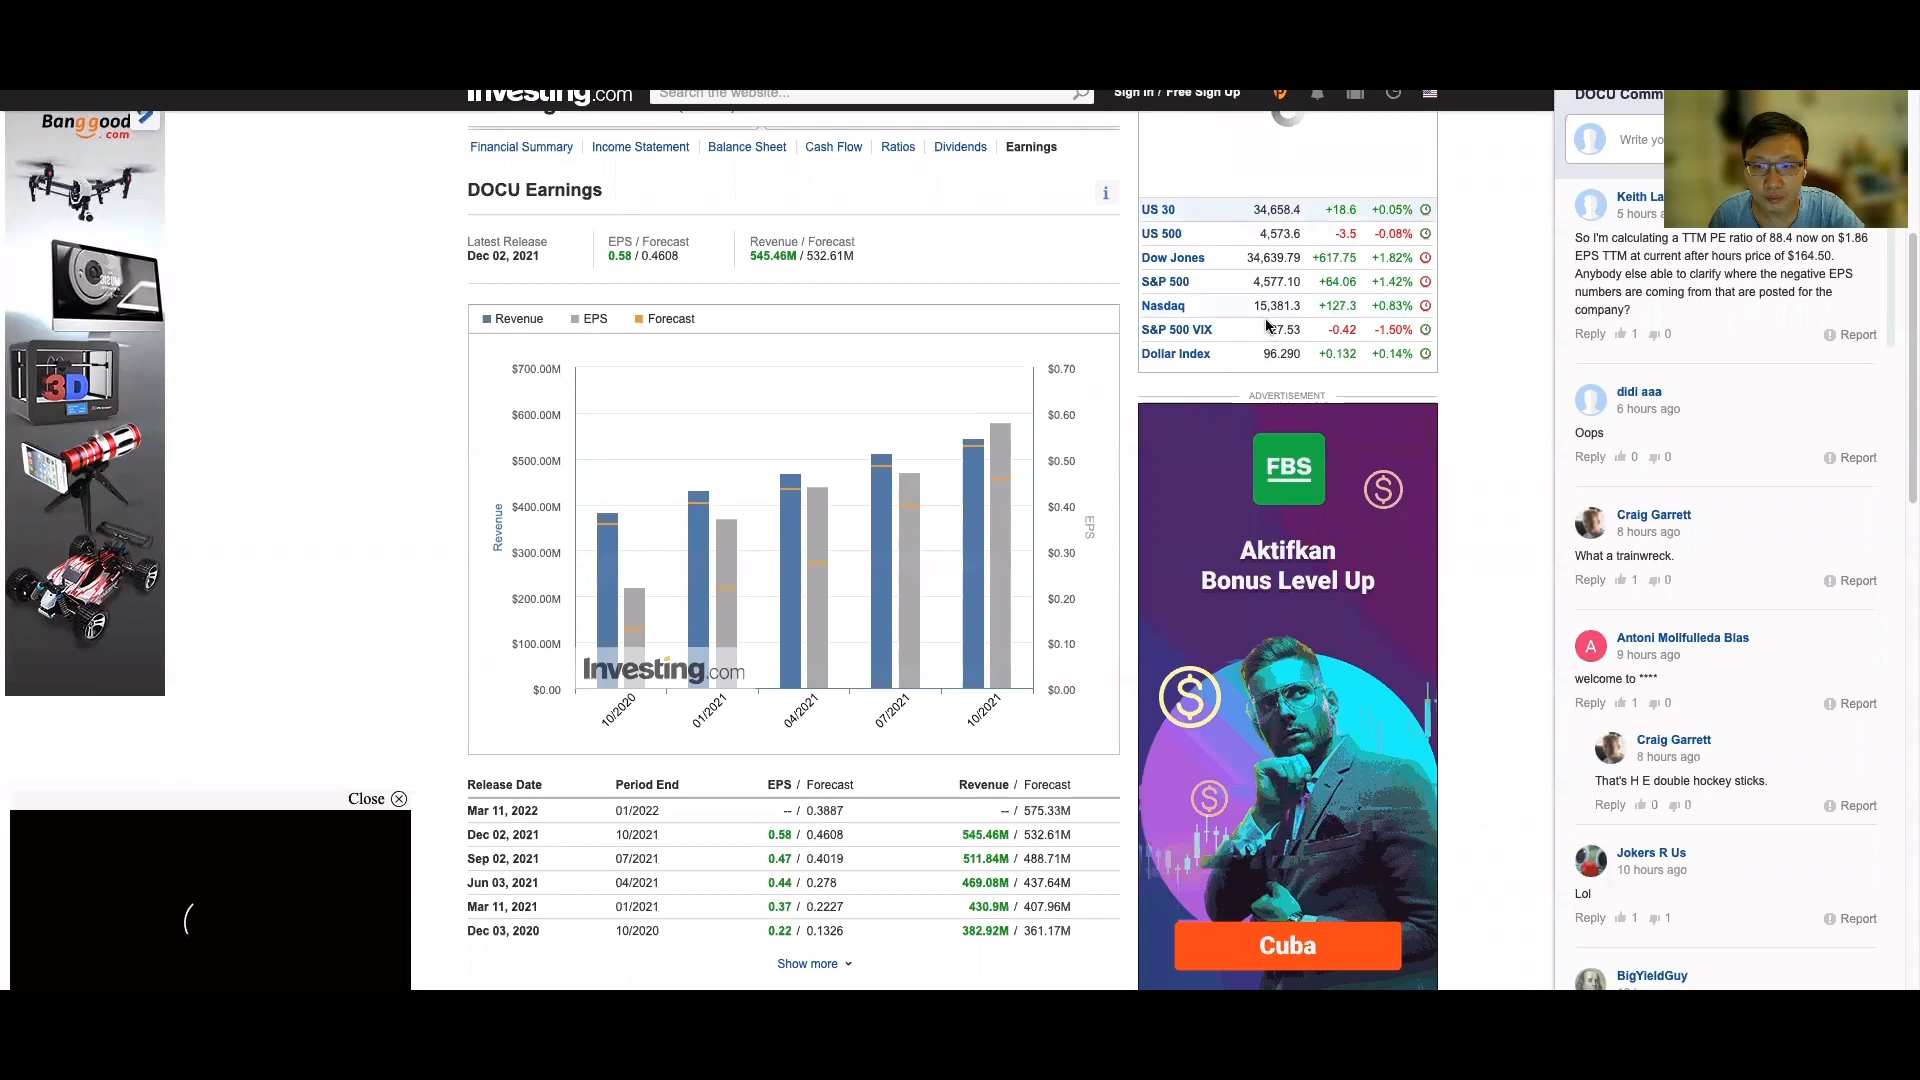 Banggood
.com
3D
Close
Investing.com
Search the website...
Sign In / Free Sign Up
Financial Summary
Income Statement
Balance Sheet
Cash Flow
Ratios
Dividends
Earnings
DOCU Earnings
Latest Release
Dec 02, 2021
EPS / Forecast
0.58 / 0.4608
Revenue / Forecast
545.46M / 532.61M
Revenue
EPS
Forecast
$700.00M
$600.00M
$500.00M
$400.00M
$300.00M
$200.00M
$100.00M
$0.00
Revenue
$0.70
$0.60
$0.50
$0.40
$0.30
$0.20
$0.10
$0.00
EPS
Investing.com
10/2020
01/2021
04/2021
07/2021
10/2021
Release Date Period End EPS / Forecast Revenue / Forecast
Mar 11, 2022 01/2022 -- / 0.3887 -- / 575.33M
Dec 02, 2021 10/2021 0.58 / 0.4608 545.46M / 532.61M
Sep 02, 2021 07/2021 0.47 / 0.4019 511.84M / 488.71M
Jun 03, 2021 04/2021 0.44 / 0.278 469.08M / 437.64M
Mar 11, 2021 01/2021 0.37 / 0.2227 430.9M / 407.96M
Dec 03, 2020 10/2020 0.22 / 0.1326 382.92M / 361.17M
Show more
US 30 34,658.4 +18.6 +0.05%
US 500 4,573.6 -3.5 -0.08%
Dow Jones 34,639.79 +617.75 +1.82%
S&P 500 4,577.10 +64.06 +1.42%
Nasdaq 15,381.3 +127.3 +0.83%
S&P 500 VIX 27.53 -0.42 -1.50%
Dollar Index 96.290 +0.132 +0.14%
ADVERTISEMENT
FBS
Aktifkan
Bonus Level Up
Cuba
DOCU Comm
Write yo
Keith La
5 hours a
So I'm calculating a TTM PE ratio of 88.4 now on $1.86
EPS TTM at current after hours price of $164.50.
Anybody else able to clarify where the negative EPS
numbers are coming from that are posted for the
company?
Reply 1 0 Report
didi aaa
6 hours ago
Oops
Reply 0 0 Report
Craig Garrett
8 hours ago
What a trainwreck.
Reply 1 0 Report
A
Antoni Mollfulleda Blas
9 hours ago
welcome to ****
Reply 1 0 Report
Craig Garrett
8 hours ago
That's H E double hockey sticks.
Reply 0 0 Report
Jokers R Us
10 hours ago
Lol
Reply 1 1 Report
BigYieldGuy